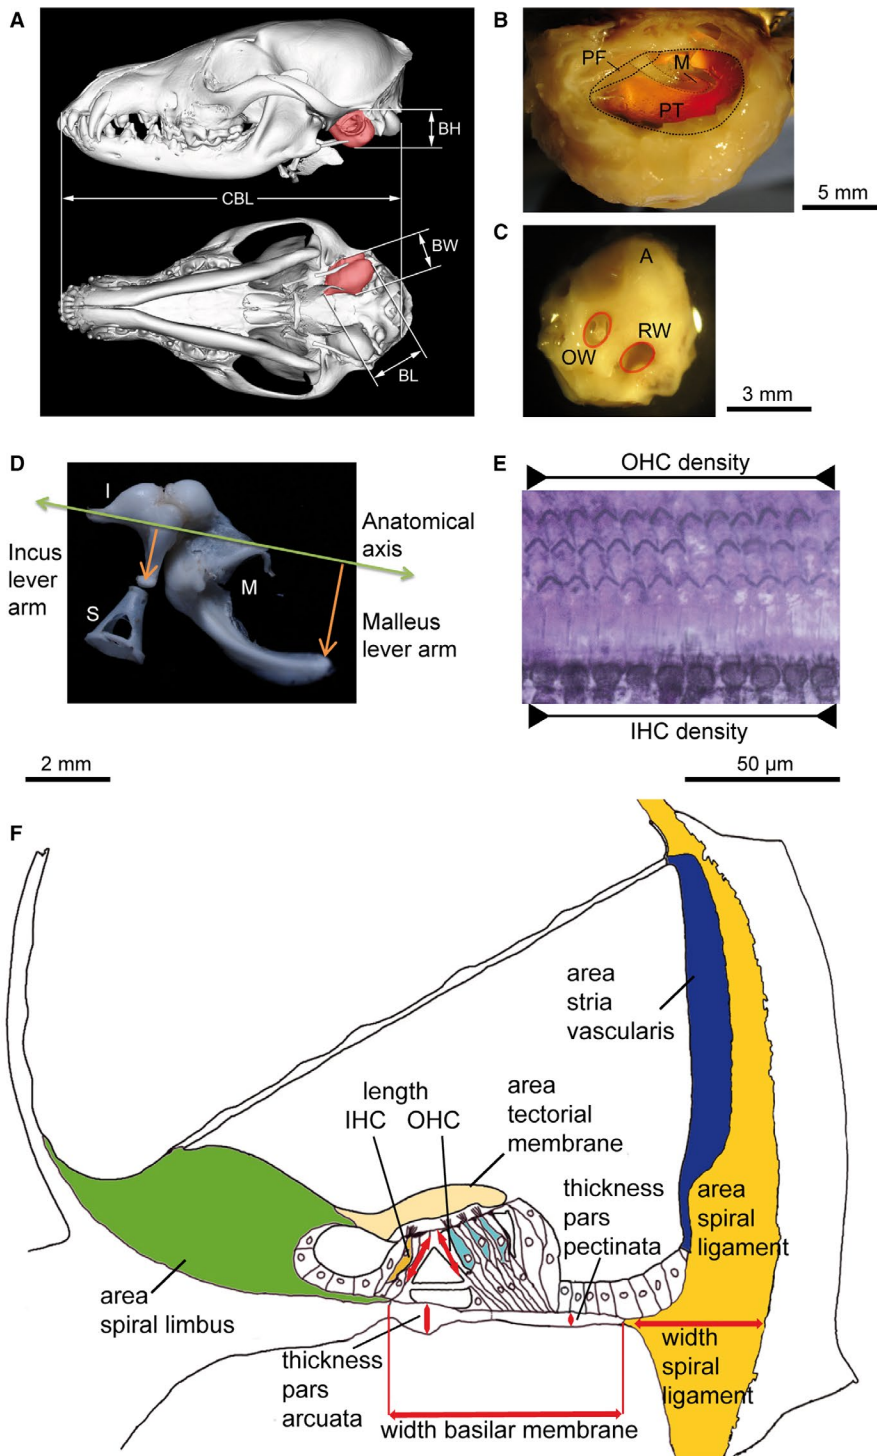 A
BH
CBL
BW
BL
B
PF
M
PT
5 mm
C
A
RW
OW
3 mm
D
I
Anatomical
axis
Incus
lever
arm
M
S
Malleus
lever arm
2 mm
E
OHC density
IHC density
50 µm
F
area
stria
vascularis
length
IHC OHC
area
tectorial
membrane
thickness
pars
pectinata
area
spiral
ligament
area
spiral limbus
thickness
pars
arcuata
width basilar membrane
width
spiral
ligament